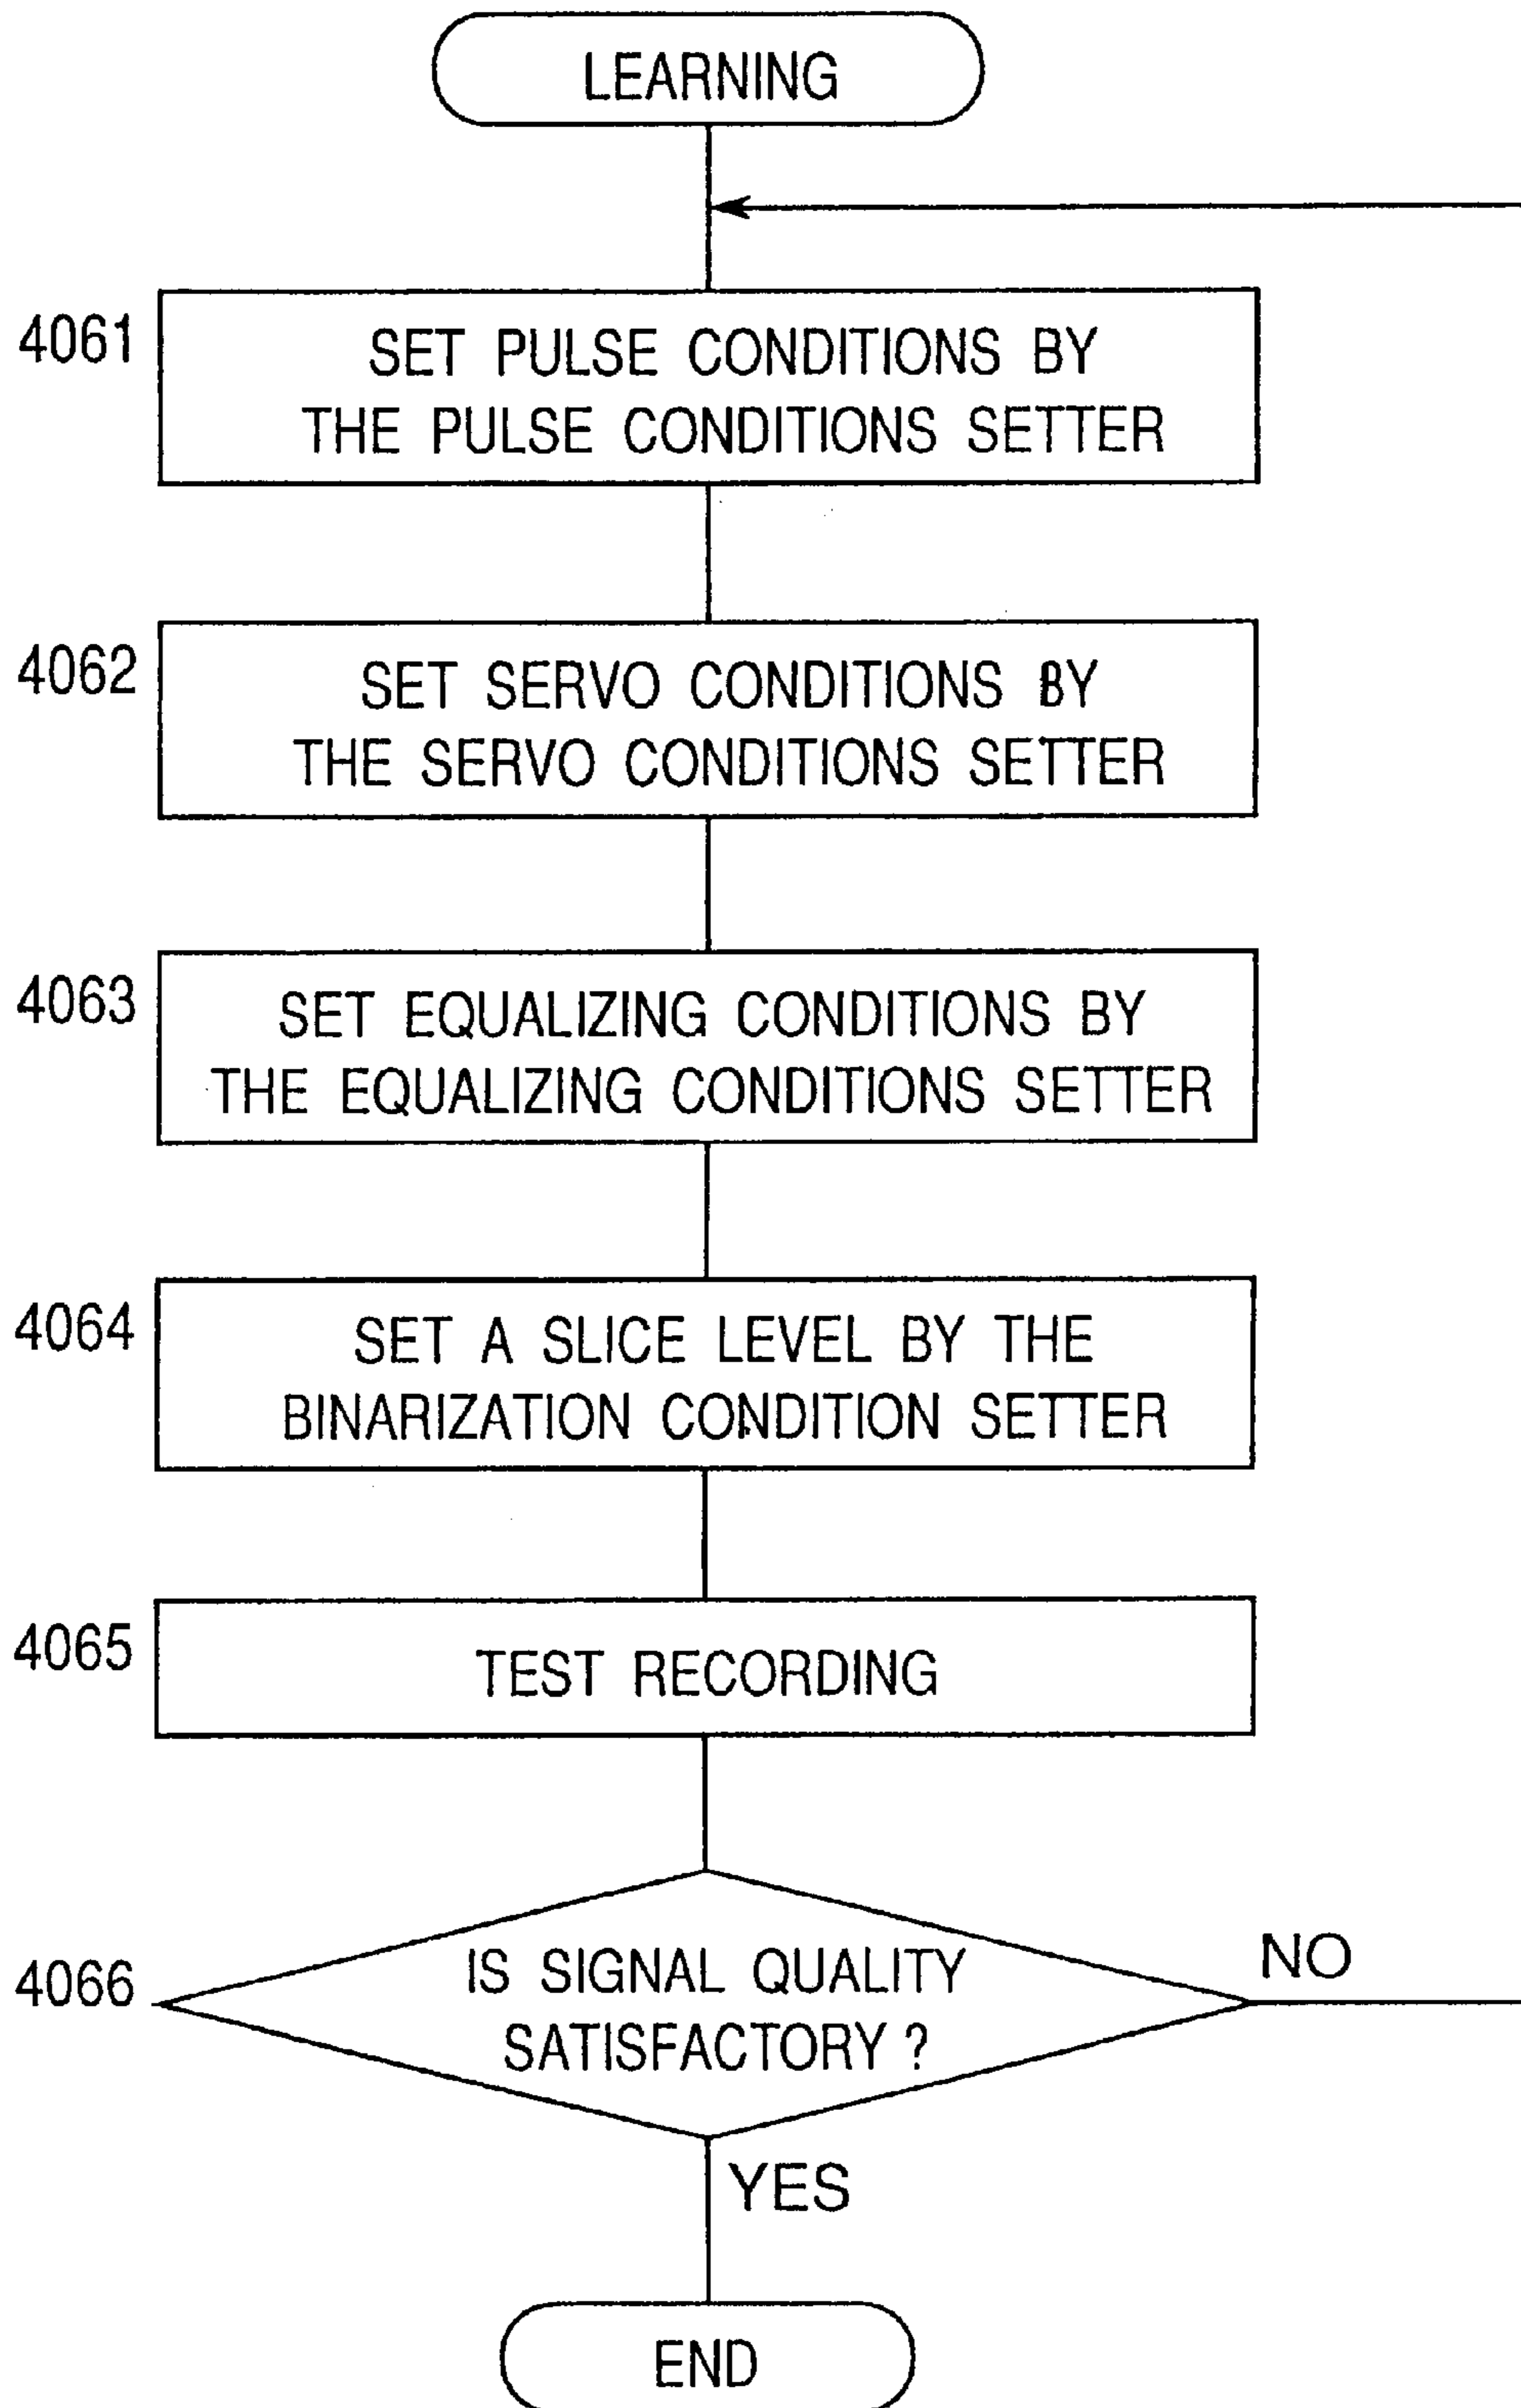 LEARNING
4061
SET PULSE CONDITIONS BY
THE PULSE CONDITIONS SETTER
4062
SET SERVO CONDITIONS BY
THE SERVO CONDITIONS SETTER
4063
SET EQUALIZING CONDITIONS BY
THE EQUALIZING CONDITIONS SETTER
4064
SET A SLICE LEVEL BY THE
BINARIZATION CONDITION SETTER
4065
TEST RECORDING
4066
IS SIGNAL QUALITY
SATISFACTORY ?
NO
YES
END